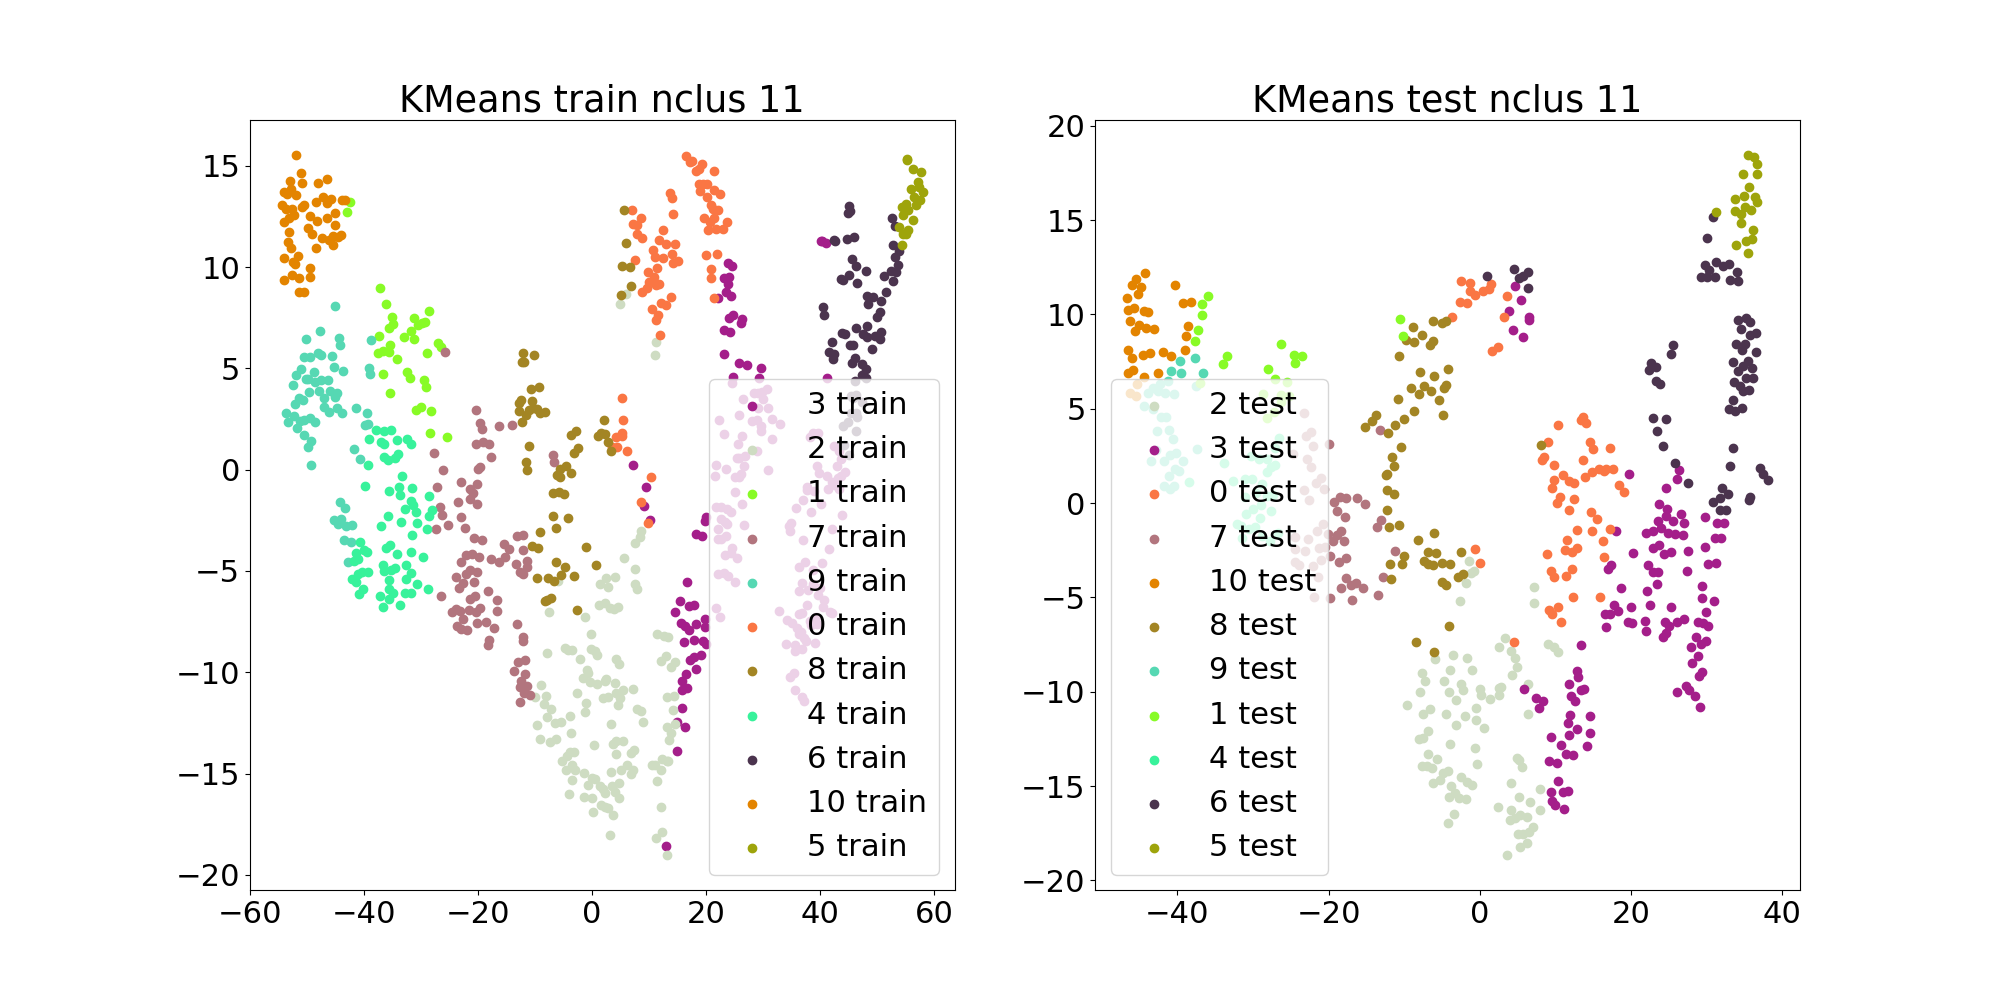 KMeans train nclus 11
15
10
5
0
−5
−10
−15
−20
−60
−40
−20
0
20
40
60
3 train
2 train
1 train
7 train
9 train
0 train
8 train
4 train
6 train
10 train
5 train
KMeans test nclus 11
20
15
10
5
0
−5
−10
−15
−20
−40
−20
0
20
40
2 test
3 test
0 test
7 test
10 test
8 test
9 test
1 test
4 test
6 test
5 test